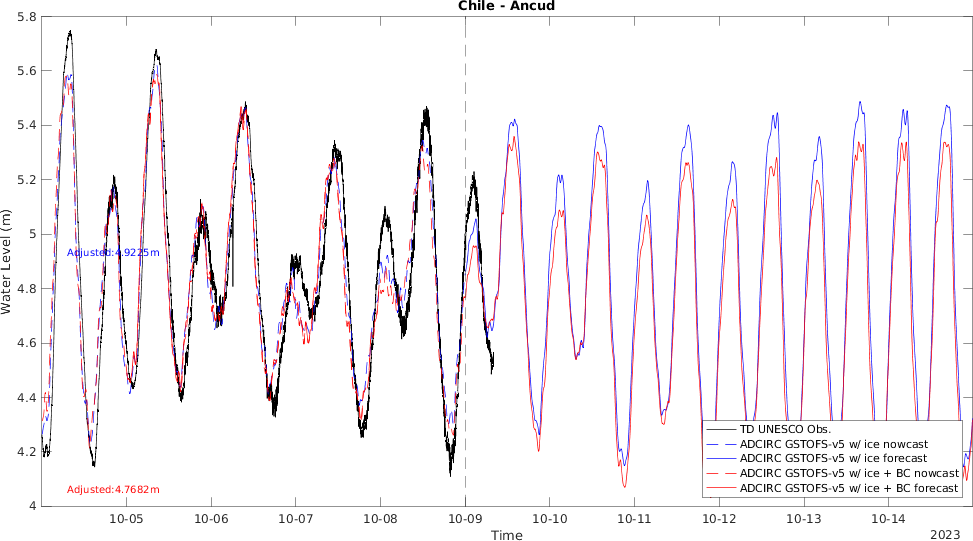 Chile - Ancud
5.8
5.6
5.4
5.2
5
4.8
4.6
4.4
4.2
4
Water Level (m)
Adjusted:4.9225m
Adjusted:4.7682m
TD UNESCO Obs.
ADCIRC GSTOFS-v5 w/ ice nowcast
ADCIRC GSTOFS-v5 w/ ice forecast
ADCIRC GSTOFS-v5 w/ ice + BC nowcast
ADCIRC GSTOFS-v5 w/ ice + BC forecast
10-05 10-06 10-07 10-08 10-09 10-10 10-11 10-12 10-13 10-14
Time
2023